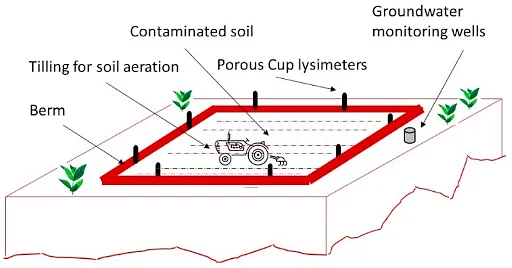 Groundwater
monitoring wells
Contaminated soil
Tilling for soil aeration
Porous Cup lysimeters
Berm